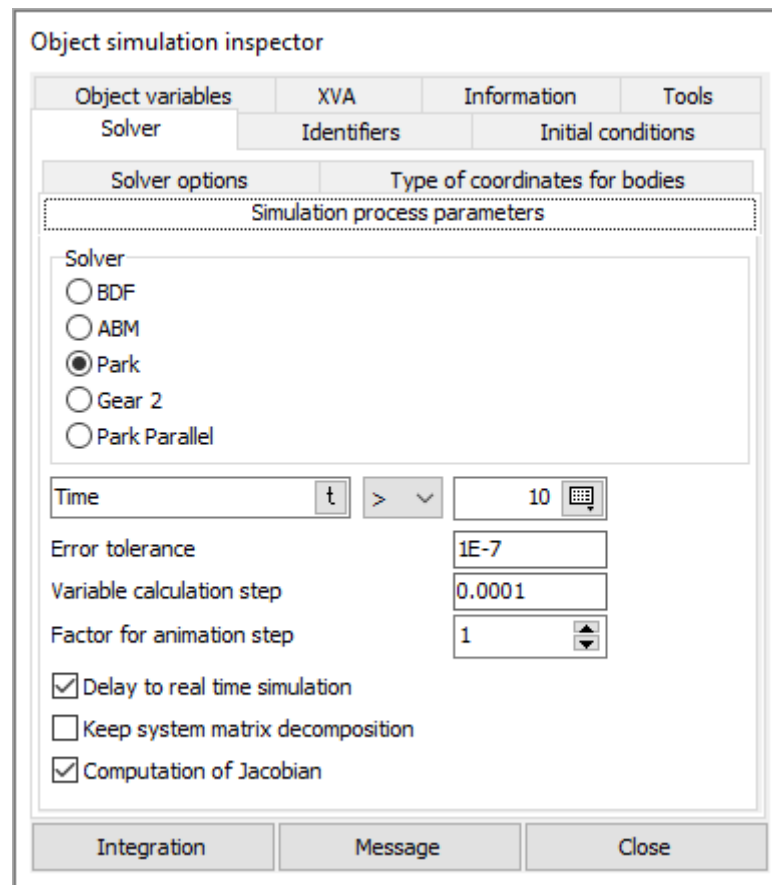 Object simulation inspector
Object variables XVA Information Tools
Solver Identifiers Initial conditions
Solver options Type of coordinates for bodies
Simulation process parameters
Solver
BDF
ABM
Park
Gear 2
Park Parallel
Time t > 10
Error tolerance 1E-7
Variable calculation step 0.0001
Factor for animation step 1
Delay to real time simulation
Keep system matrix decomposition
Computation of Jacobian
Integration Message Close